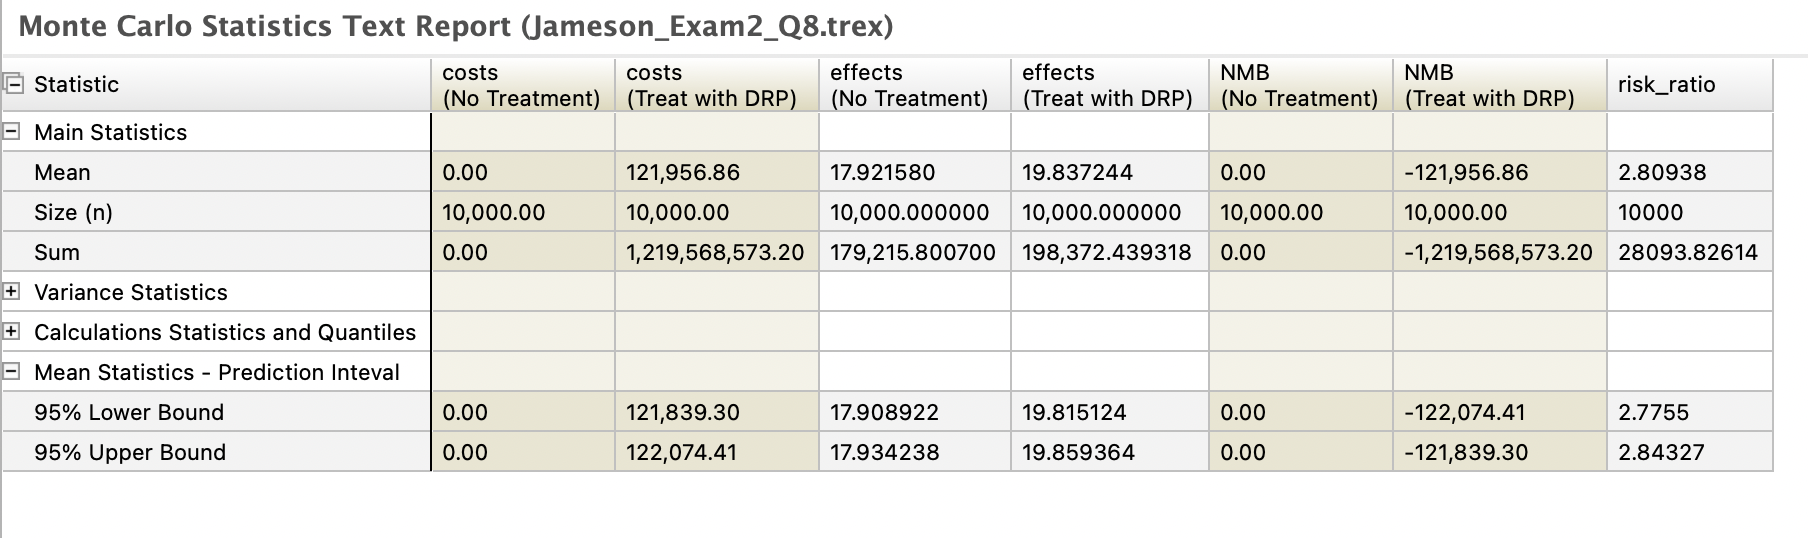 Monte Carlo Statistics Text Report (Jameson_Exam2_Q8.trex)
Statistic costs (No Treatment) costs (Treat with DRP) effects (No Treatment) effects (Treat with DRP) NMB (No Treatment) NMB (Treat with DRP) risk_ratio
Main Statistics
Mean 0.00 121,956.86 17.921580 19.837244 0.00 -121,956.86 2.80938
Size (n) 10,000.00 10,000.00 10,000.000000 10,000.000000 10,000.00 10,000.00 10000
Sum 0.00 1,219,568,573.20 179,215.800700 198,372.439318 0.00 -1,219,568,573.20 28093.82614
Variance Statistics
Calculations Statistics and Quantiles
Mean Statistics - Prediction Inteval
95% Lower Bound 0.00 121,839.30 17.908922 19.815124 0.00 -122,074.41 2.7755
95% Upper Bound 0.00 122,074.41 17.934238 19.859364 0.00 -121,839.30 2.84327